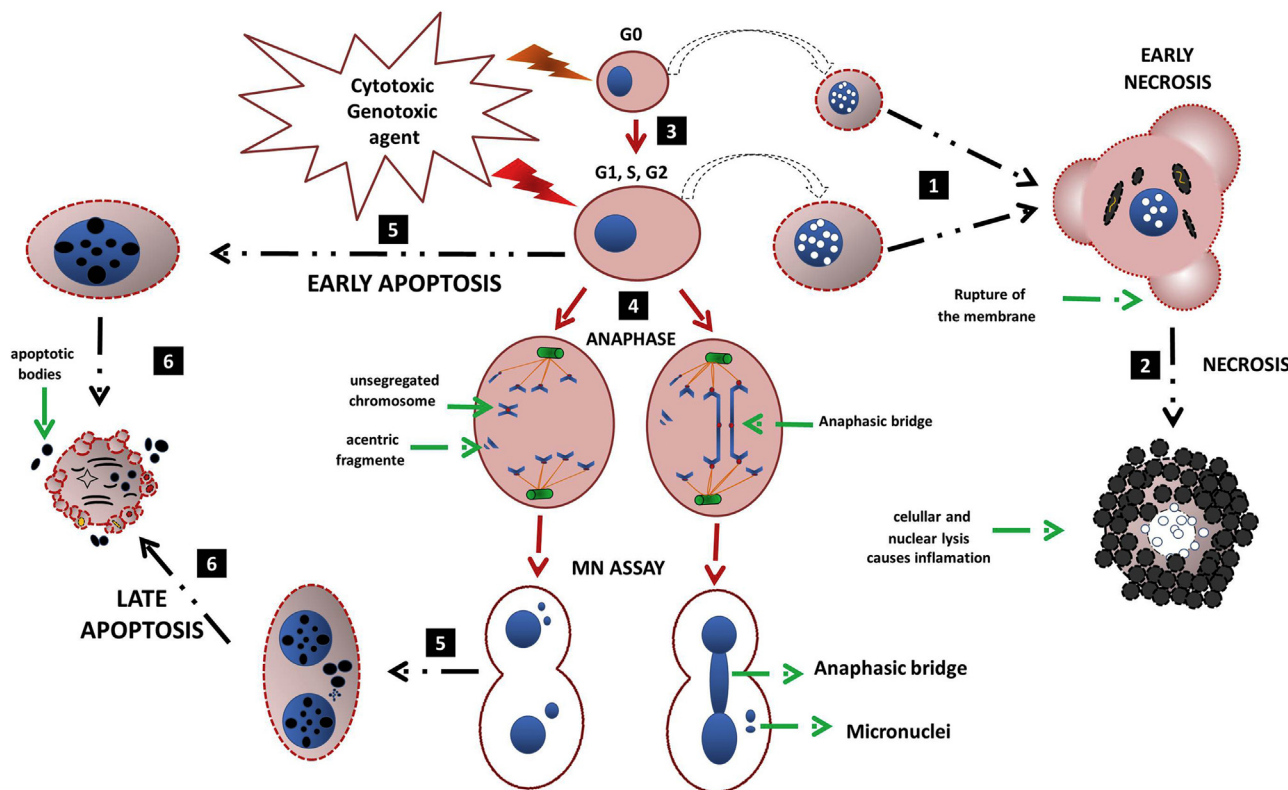 G0
EARLY
NECROSIS
Cytotoxic
Genotoxic
agent
3
G1, S, G2
1
5
EARLY APOPTOSIS
Rupture of
the membrane
4
ANAPHASE
6
apoptotic
bodies
2
NECROSIS
unsegregated
chromosome
Anaphasic bridge
acentric
fragmente
celullar and
nuclear lysis
causes inflamation
MN ASSAY
6
LATE
APOPTOSIS
5
Anaphasic bridge
Micronuclei